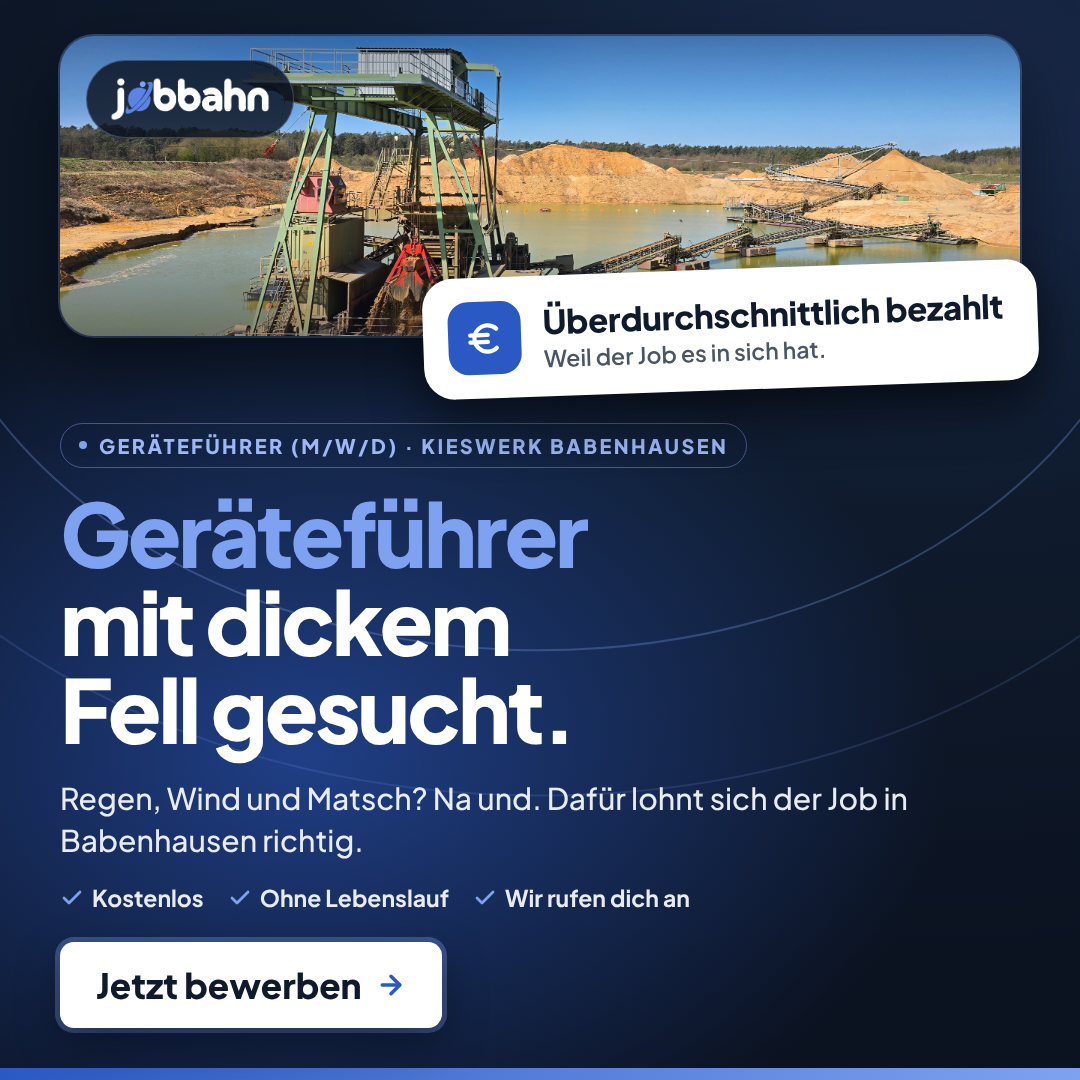 jobbahn
Überdurchschnittlich bezahlt
Weil der Job es in sich hat.
GERÄTEFÜHRER (M/W/D) · KIESWERK BABENHAUSEN
Geräteführer
mit dickem
Fell gesucht.
Regen, Wind und Matsch? Na und. Dafür lohnt sich der Job in
Babenhausen richtig.
Kostenlos Ohne Lebenslauf Wir rufen dich an
Jetzt bewerben →